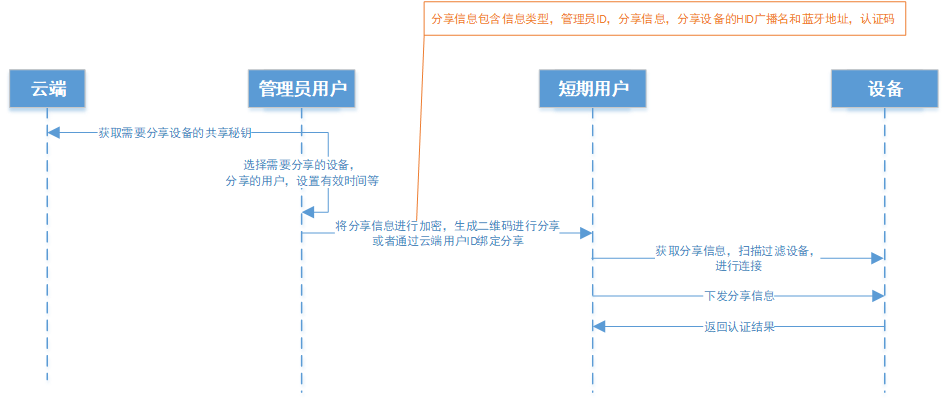 分享信息包含信息类型，管理员ID，分享信息，分享设备的HID广播名和蓝牙地址，认证码
云端
管理员用户
短期用户
设备
获取需要分享设备的共享秘钥
选择需要分享的设备，
分享的用户，设置有效时间等
将分享信息进行加密，生成二维码进行分享
或者通过云端用户ID绑定分享
获取分享信息，扫描过滤设备，
进行连接
下发分享信息
返回认证结果